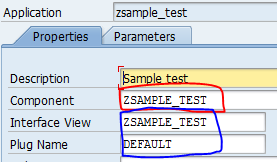 Application zsample_test
Properties Parameters
Description Sample test
Component ZSAMPLE_TEST
Interface View ZSAMPLE_TEST
Plug Name DEFAULT